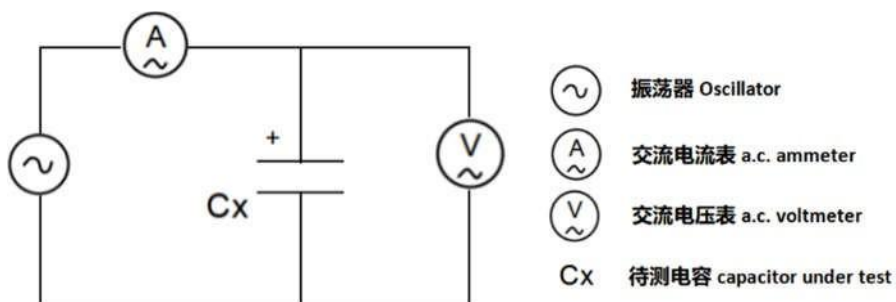 A
+
V
Cx
振荡器 Oscillator
A 交流电流表 a.c. ammeter
V 交流电压表 a.c. voltmeter
Cx 待测电容 capacitor under test